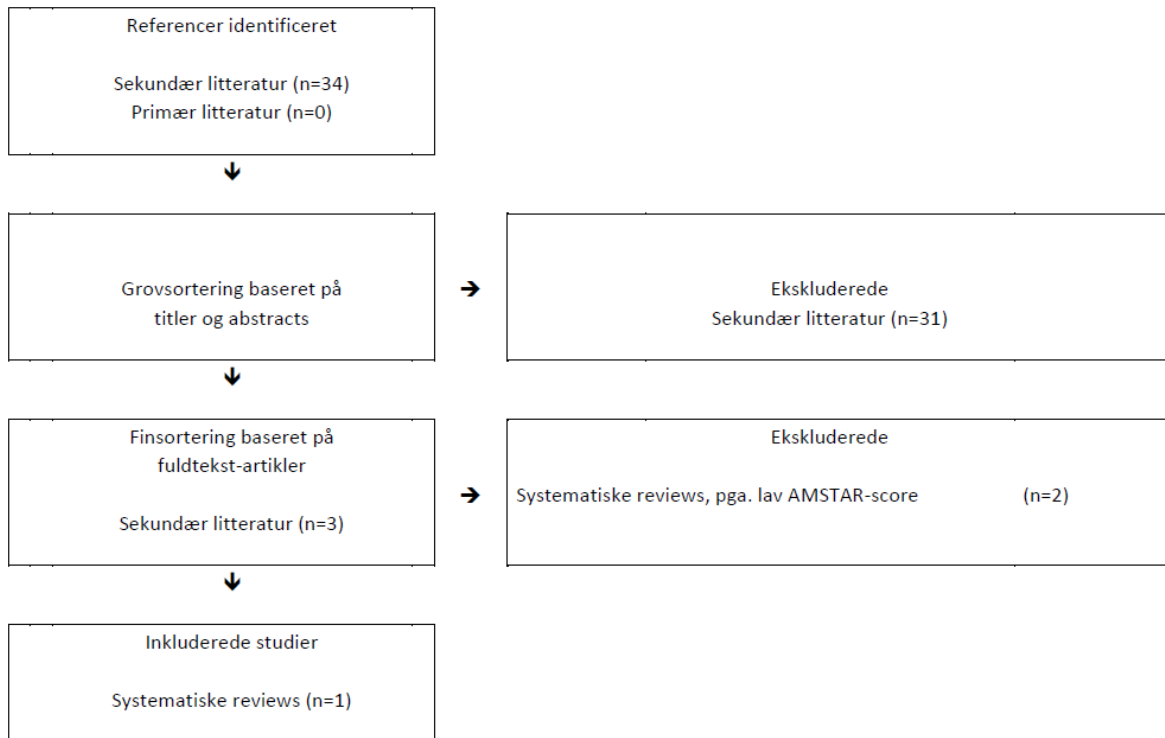 Referencer identificeret
Sekundær litteratur (n=34)
Primær litteratur (n=0)
Grovsortering baseret på
titler og abstracts
Ekskluderede
Sekundær litteratur (n=31)
Finsortering baseret på
fuldtekst-artikler
Sekundær litteratur (n=3)
Ekskluderede
Systematiske reviews, pga. lav AMSTAR-score (n=2)
Inkluderede studier
Systematiske reviews (n=1)